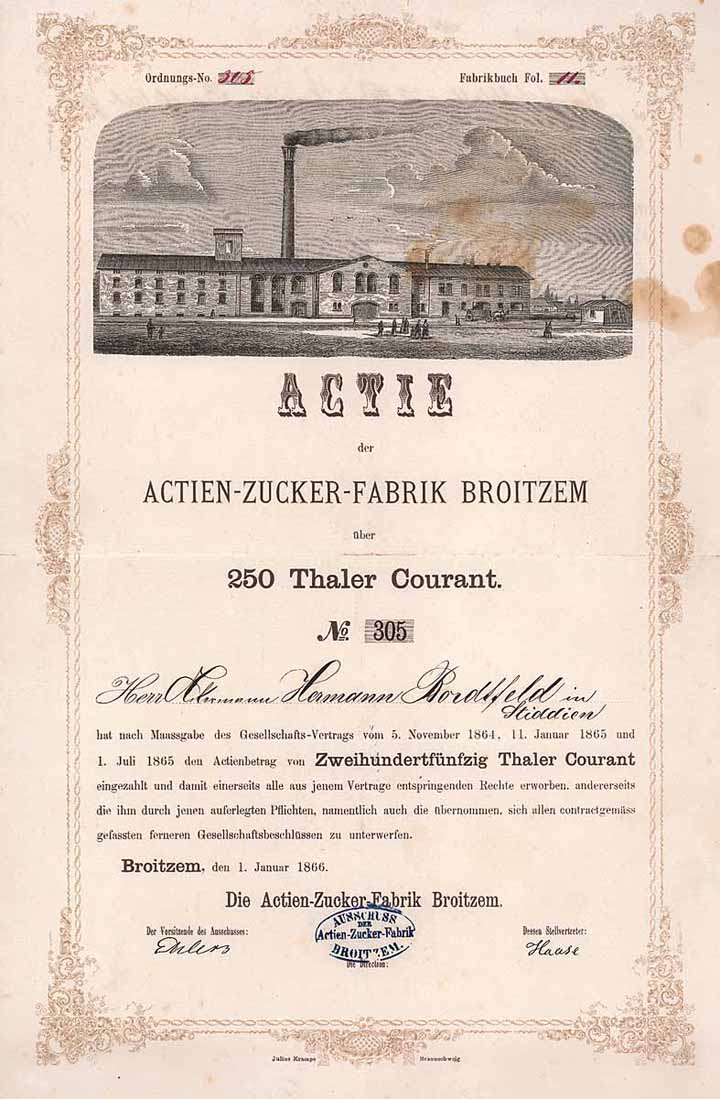 Ordnungs-No. 305 Fabrikbuch Fol. 11.
ACTIE
der
ACTIEN-ZUCKER-FABRIK BROITZEM
über
250 Thaler Courant.
No. 305
Herr Hermann Bordtfeld in
Stiddien
hat nach Maassgabe des Gesellschafts-Vertrags vom 5. November 1864, 11. Januar 1865 und
1. Juli 1865 den Actienbetrag von Zweihundertfünfzig Thaler Courant
eingezahlt und damit einerseits alle aus jenem Vertrage entspringenden Rechte erworben, andererseits
die ihm durch jenen auferlegten Pflichten, namentlich auch die übernommen, sich allen contractgemäss
gefassten ferneren Gesellschaftsbeschlüssen zu unterwerfen.
Broitzem, den 1. Januar 1866.
Die Actien-Zucker-Fabrik Broitzem.
AUSSCHUSS
DER
Actien-Zucker-Fabrik
BROITZEM.
Der Vorsitzende des Ausschusses: Dessen Stellvertreter:
Ehlers Haase
Die Direction:
Julius Krampe Braunschweig